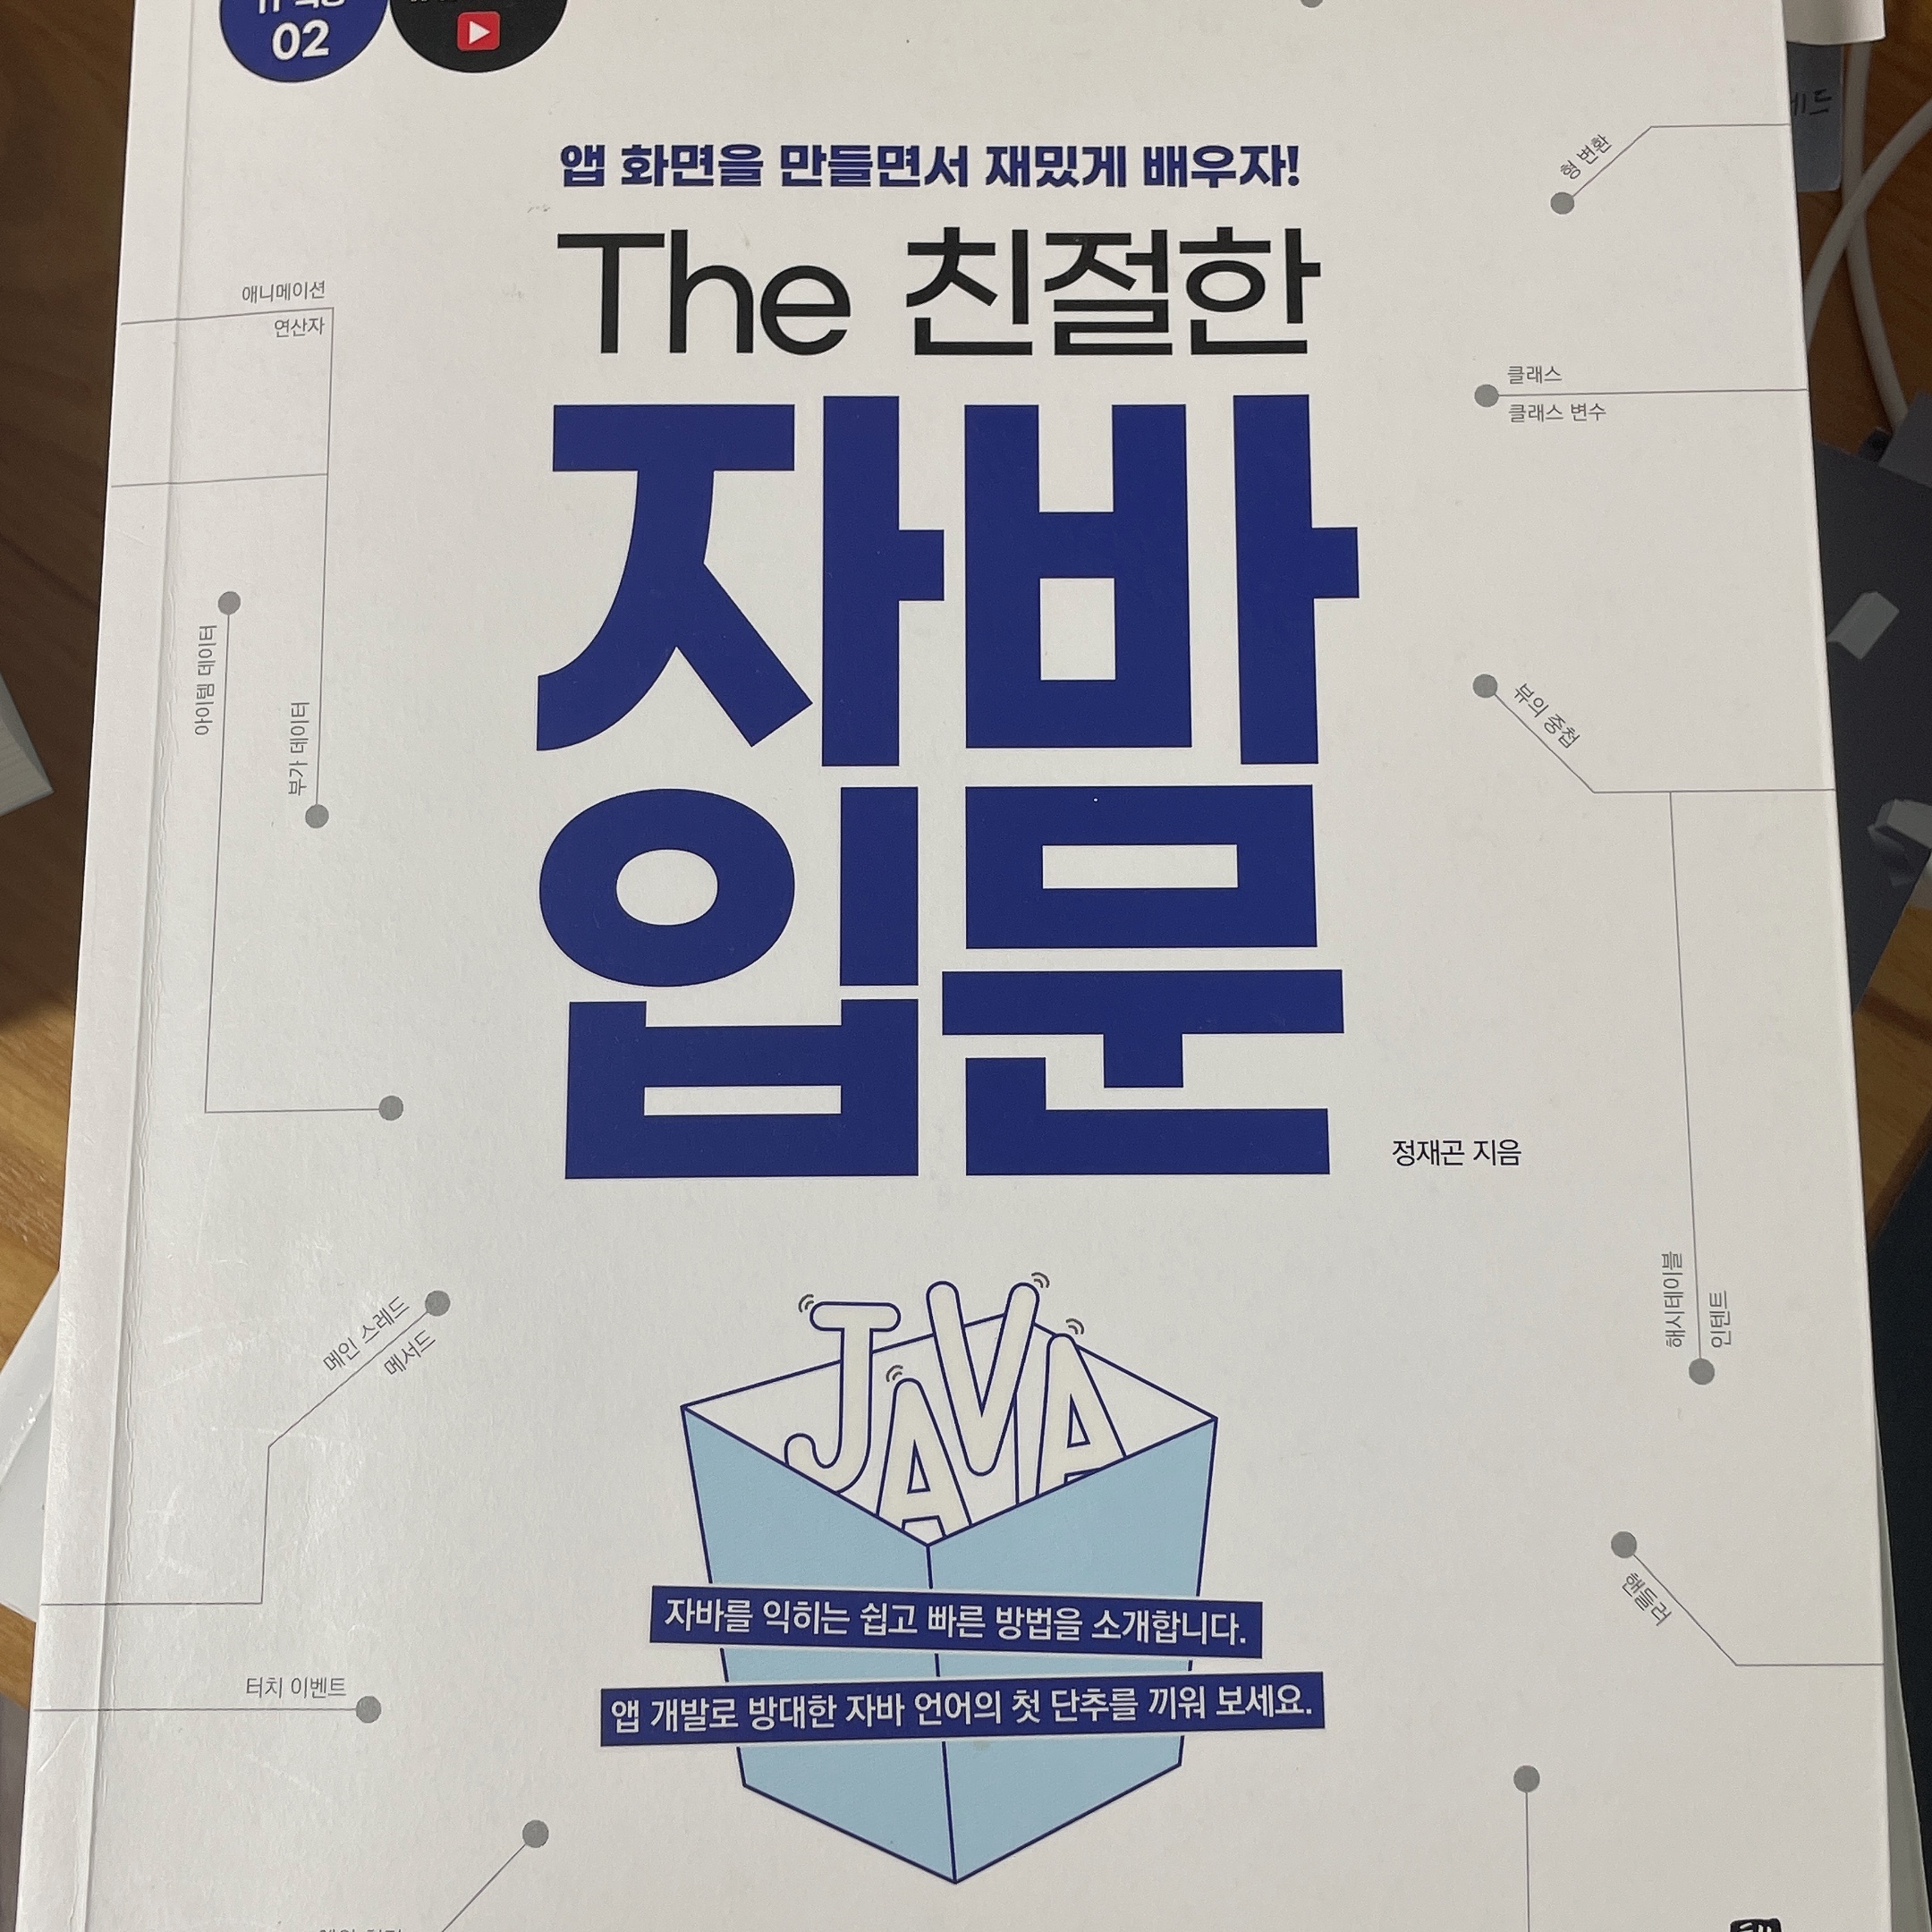 02
앱 화면을 만들면서 재밌게 배우자!
The 친절한
자바
입문
정재곤 지음
형 변환
애니메이션
연산자
클래스
클래스 변수
아이템 데이터
부가 데이터
뷰의 중첩
해시테이블
인텐트
메인 스레드
메서드
JAVA
자바를 익히는 쉽고 빠른 방법을 소개합니다.
앱 개발로 방대한 자바 언어의 첫 단추를 끼워 보세요.
핸들러
터치 이벤트